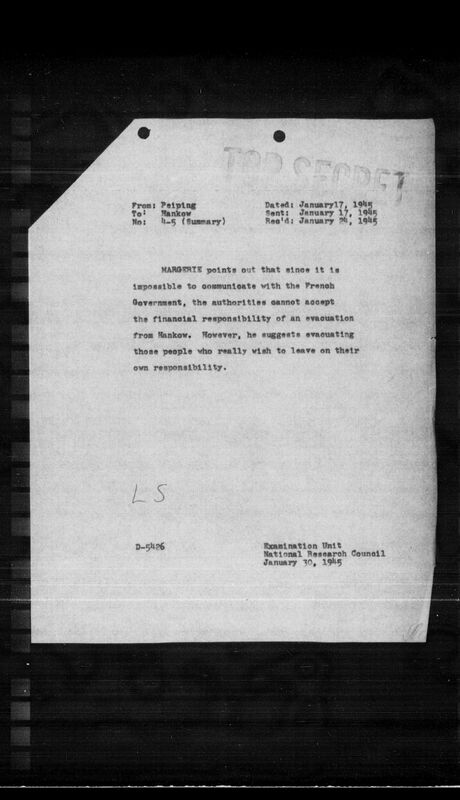 TOP SECRET
From: Peiping Dated: January17, 1945
To: Hankow Sent: January 17, 1945
No: 4-5 (Summary) Rec'd: January 24, 1945
MARGERIE points out that since it is
impossible to communicate with the French
Government, the authorities cannot accept
the financial responsibility of an evacuation
from Hankow. However, he suggests evacuating
those people who really wish to leave on their
own responsibility.
LS
D-5426 Examination Unit
National Research Council
January 30, 1945